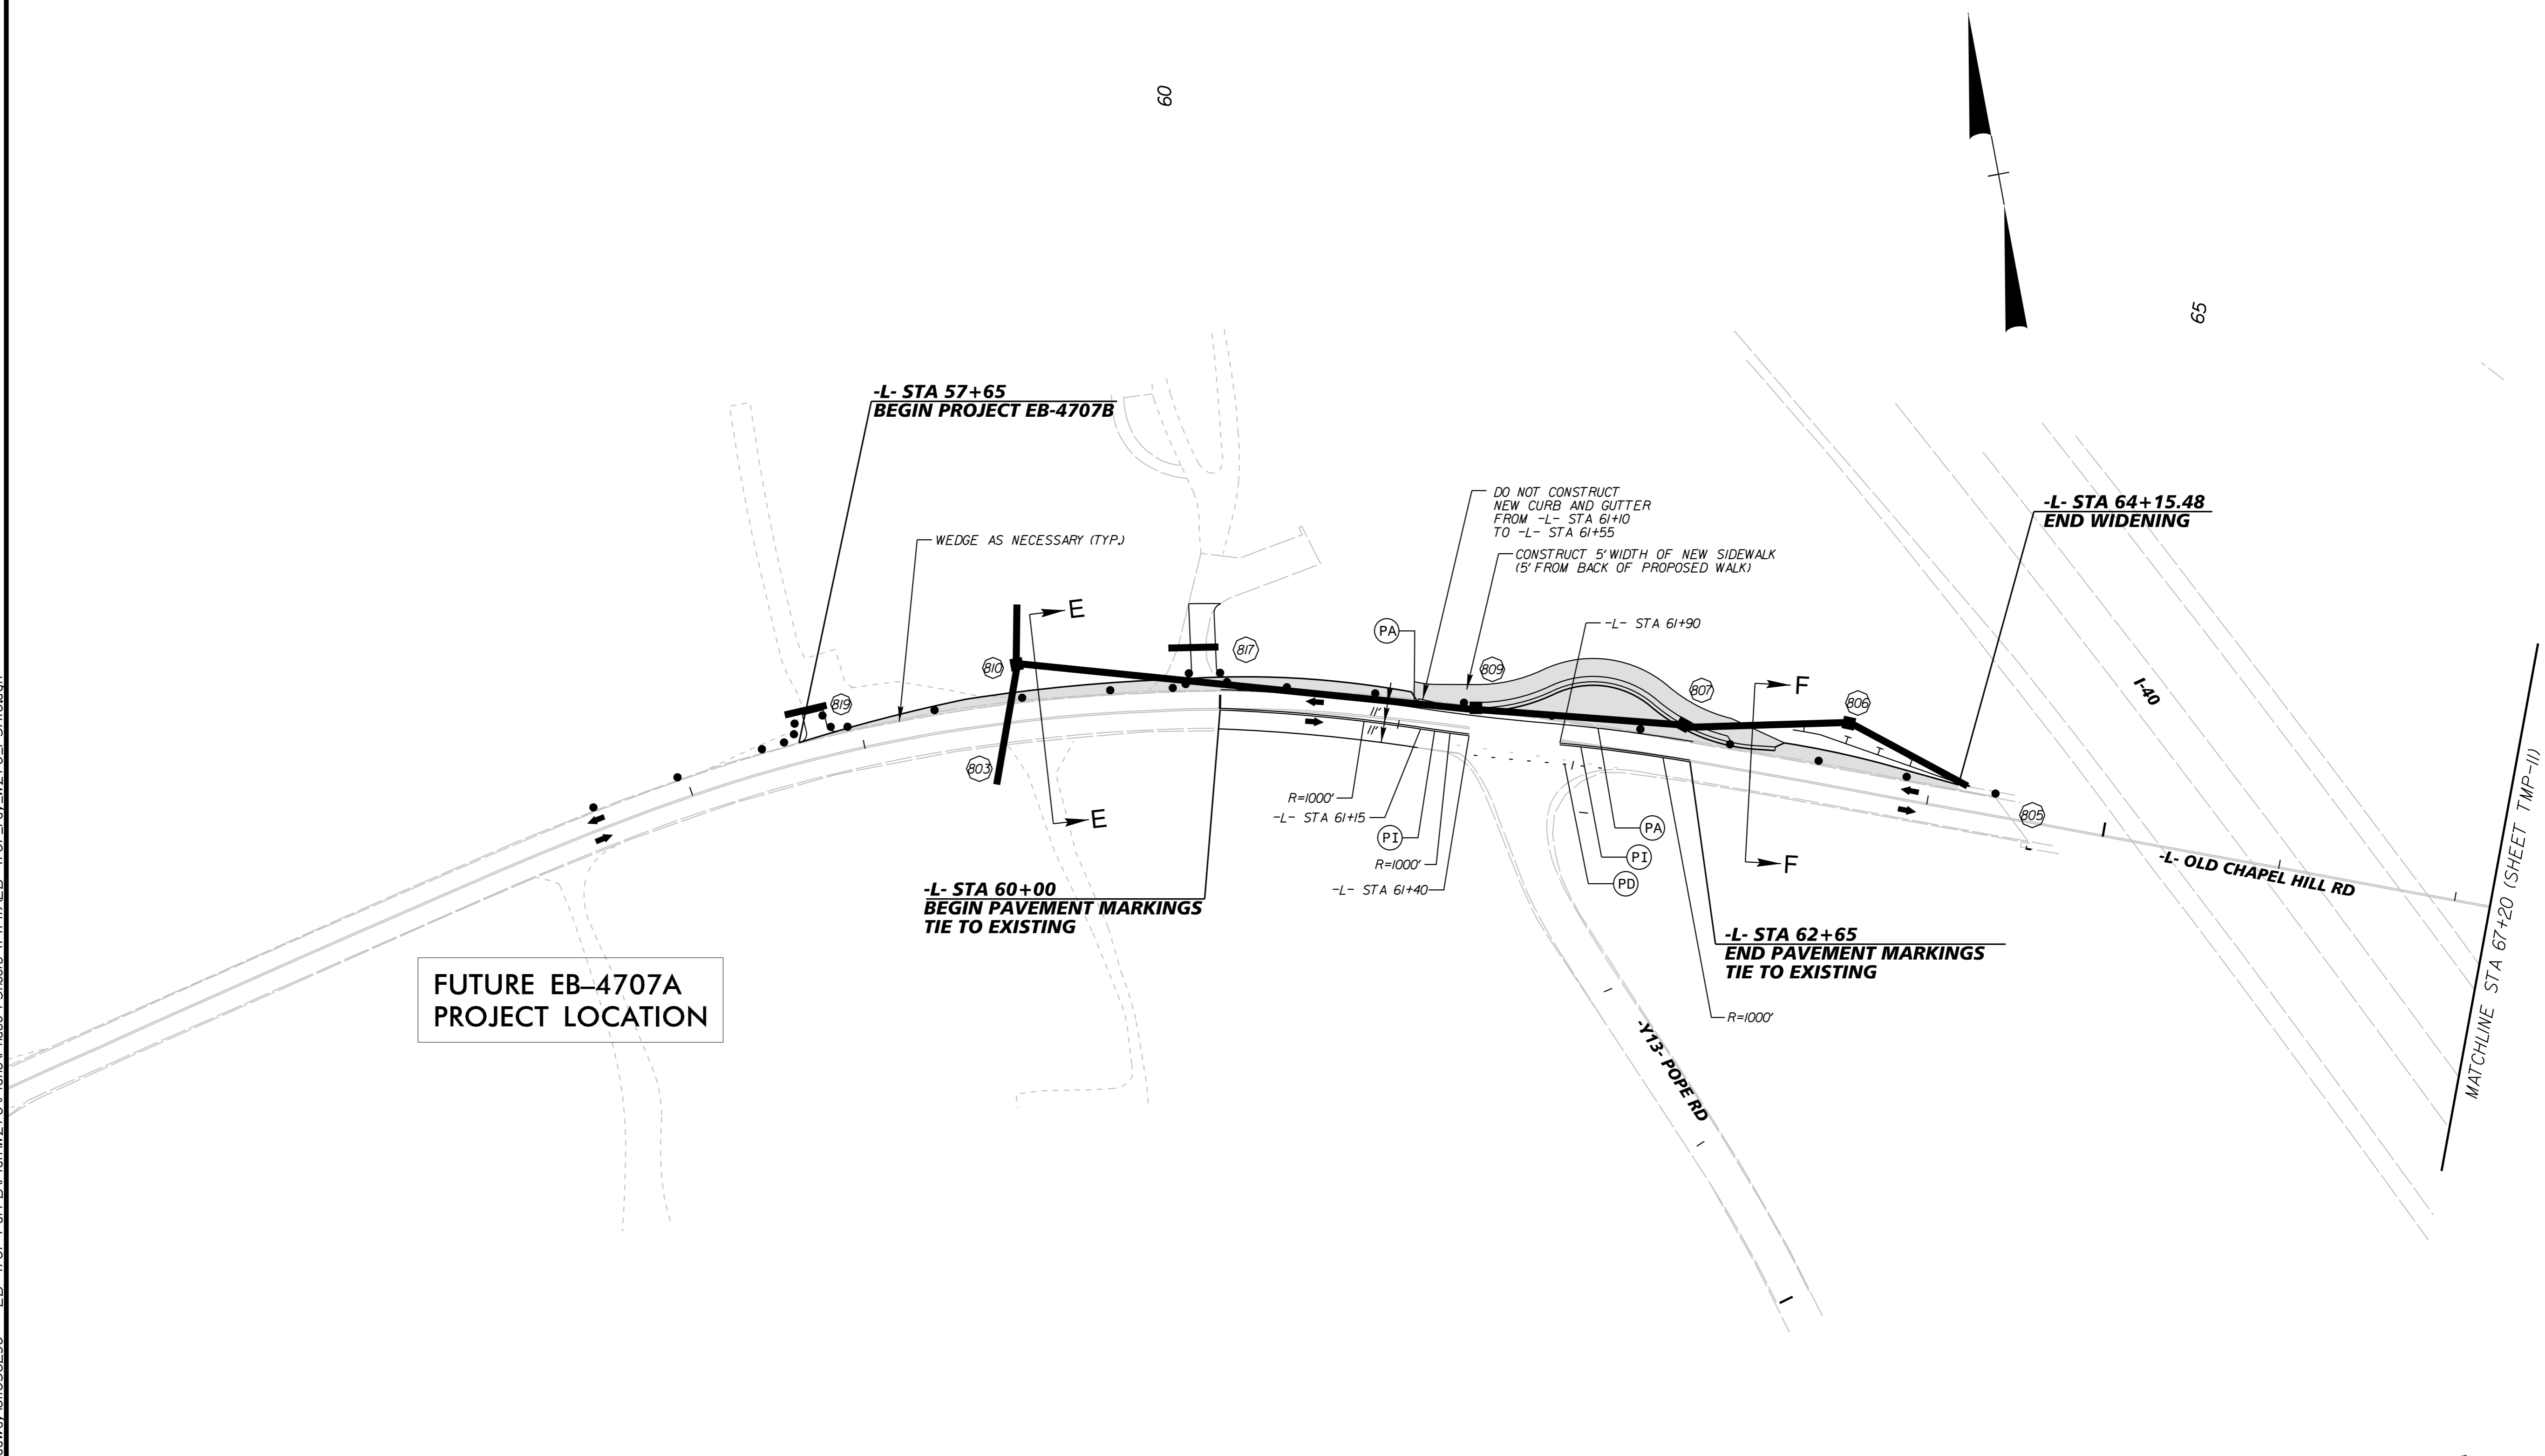 60
65
-L- STA 57+65
BEGIN PROJECT EB-4707B
WEDGE AS NECESSARY (TYP.)
DO NOT CONSTRUCT
NEW CURB AND GUTTER
FROM -L- STA 61+10
TO -L- STA 61+55
CONSTRUCT 5' WIDTH OF NEW SIDEWALK
(5' FROM BACK OF PROPOSED WALK)
-L- STA 64+15.48
END WIDENING
-L- STA 61+90
E
PA
817
810
809
807
F
806
I-40
819
11'
11'
803
E
R=1000'
-L- STA 61+15
PI
R=1000'
-L- STA 61+40
PA
PI
PD
F
805
-L- OLD CHAPEL HILL RD
MATCHLINE STA 67+20 (SHEET TMP-11)
-L- STA 60+00
BEGIN PAVEMENT MARKINGS
TIE TO EXISTING
-L- STA 62+65
END PAVEMENT MARKINGS
TIE TO EXISTING
R=1000'
FUTURE EB-4707A
PROJECT LOCATION
-Y13- POPE RD